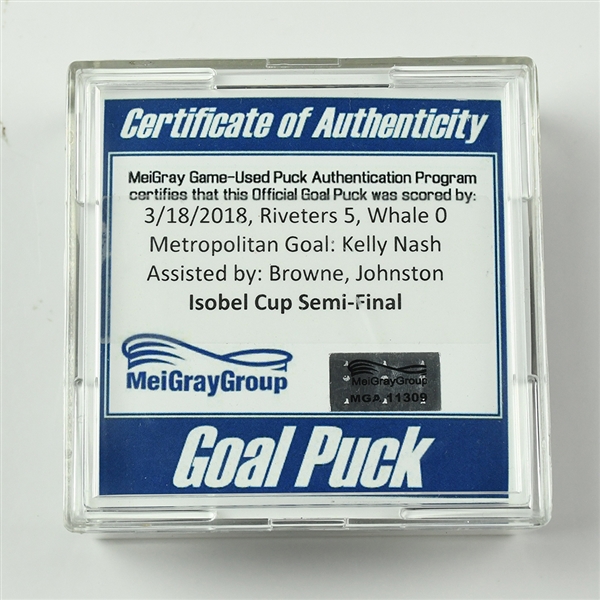 Certificate of Authenticity
MeiGray Game-Used Puck Authentication Program
certifies that this Official Goal Puck was scored by:
3/18/2018, Riveters 5, Whale 0
Metropolitan Goal: Kelly Nash
Assisted by: Browne, Johnston
Isobel Cup Semi-Final
MeiGrayGroup
MeiGrayGroup
MGA 11309
Goal Puck